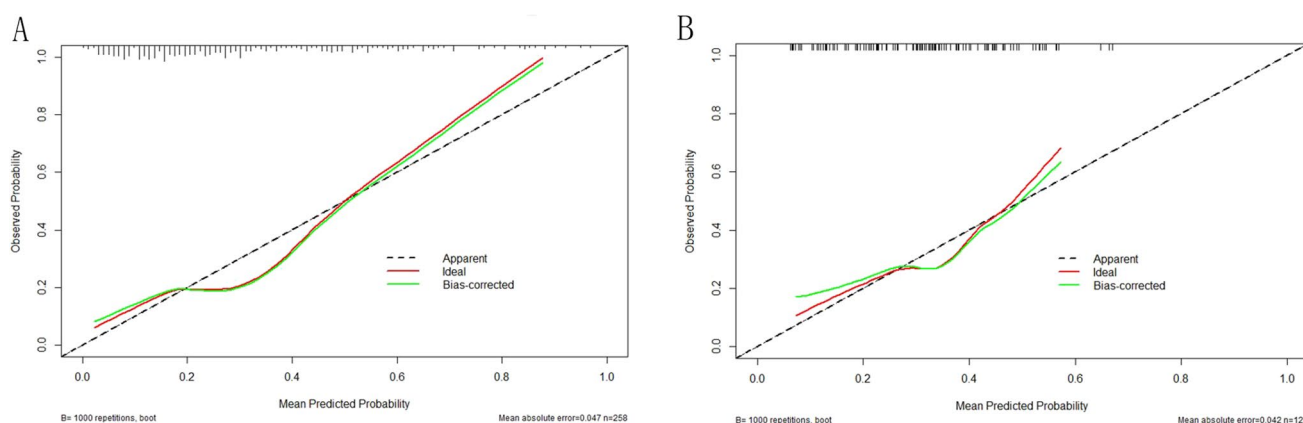 A
Observed Probability
0.0 0.2 0.4 0.6 0.8 1.0
Apparent
Ideal
Bias-corrected
0.0 0.2 0.4 0.6 0.8 1.0
Mean Predicted Probability
B= 1000 repetitions, boot
Mean absolute error=0.047 n=258
B
Observed Probability
0.0 0.2 0.4 0.6 0.8 1.0
Apparent
Ideal
Bias-corrected
0.0 0.2 0.4 0.6 0.8 1.0
Mean Predicted Probability
B= 1000 repetitions, boot
Mean absolute error=0.042 n=12